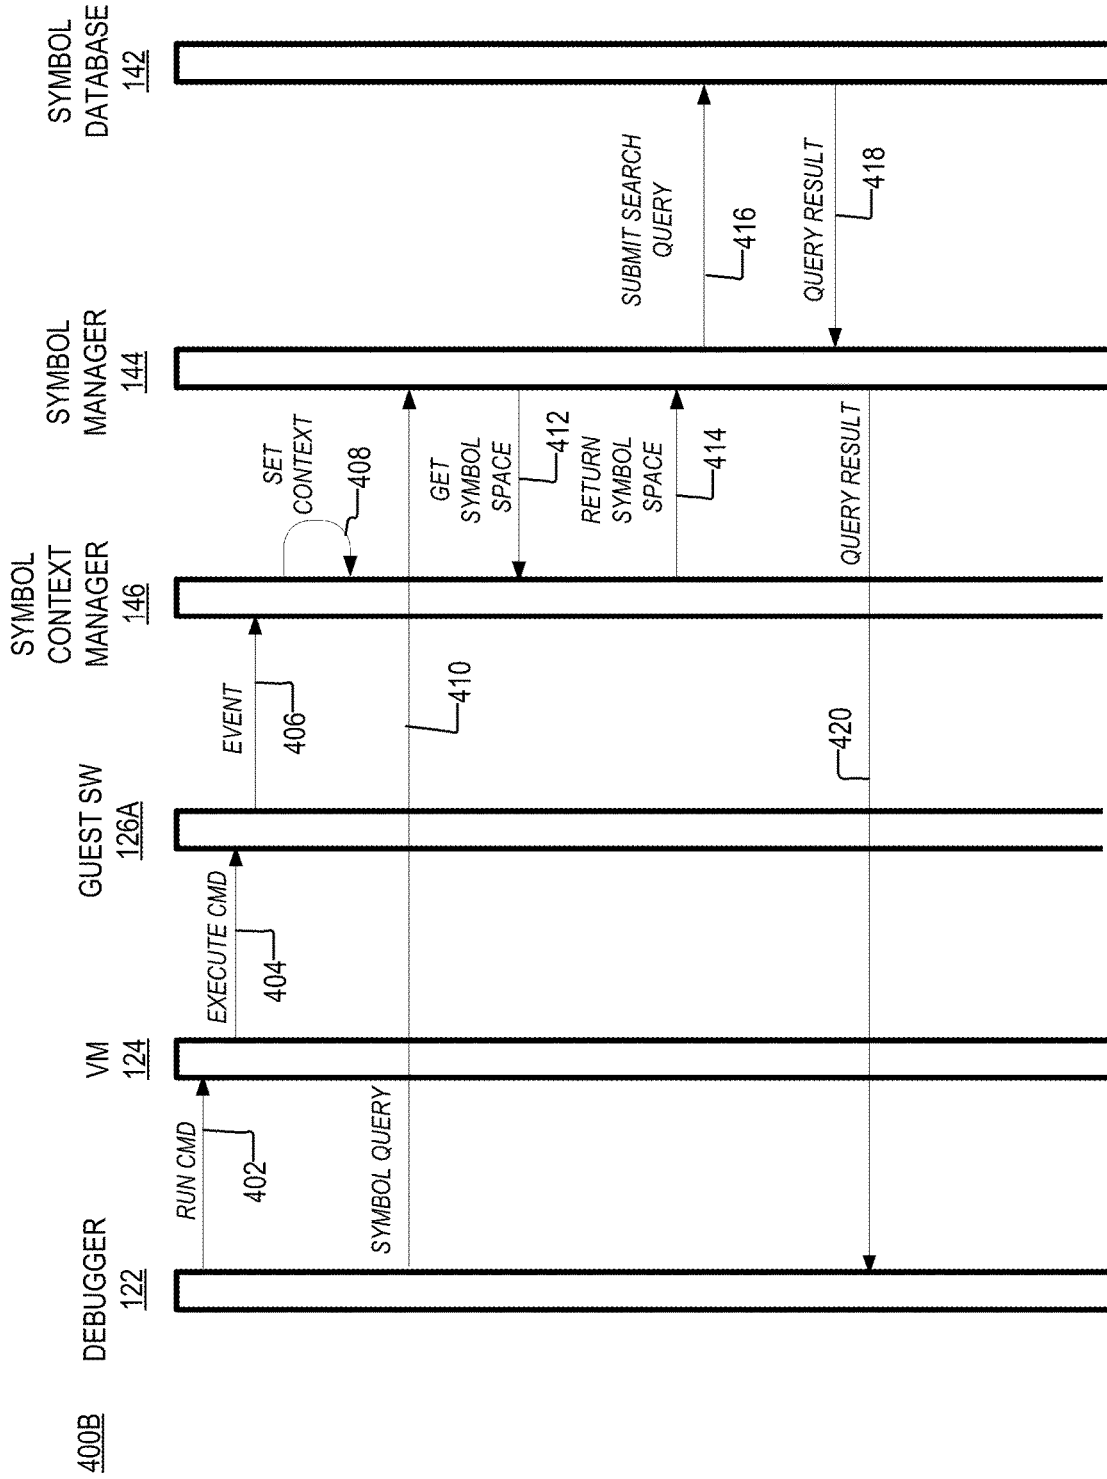 400B
DEBUGGER
122
VM
124
GUEST SW
126A
SYMBOL
CONTEXT
MANAGER
146
SYMBOL
MANAGER
144
SYMBOL
DATABASE
142
RUN CMD
402
EXECUTE CMD
404
EVENT
406
SET
CONTEXT
408
SYMBOL QUERY
410
GET
SYMBOL
SPACE
412
RETURN
SYMBOL
SPACE
414
SUBMIT SEARCH
QUERY
416
QUERY RESULT
418
QUERY RESULT
420